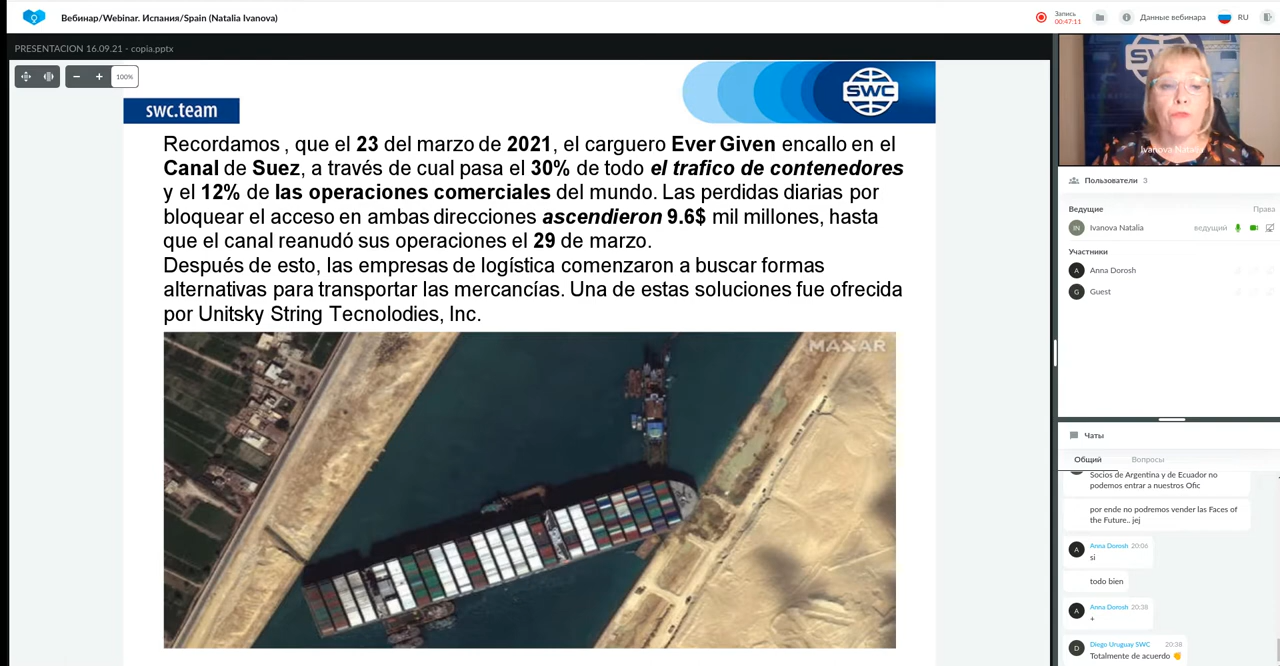 Вебинар/Webinar. Испания/Spain (Natalia Ivanova)
Запись
00:47:11
Данные вебинара
RU
PRESENTACION 16.09.21 - copia.pptx
100%
swc.team
SWC
Recordamos , que el 23 del marzo de 2021, el carguero Ever Given encallo en el
Canal de Suez, a través de cual pasa el 30% de todo el trafico de contenedores
y el 12% de las operaciones comerciales del mundo. Las perdidas diarias por
bloquear el acceso en ambas direcciones ascendieron 9.6$ mil millones, hasta
que el canal reanudó sus operaciones el 29 de marzo.
Después de esto, las empresas de logística comenzaron a buscar formas
alternativas para transportar las mercancías. Una de estas soluciones fue ofrecida
por Unitsky String Tecnolodies, Inc.
MAXAR
Ivanova Natalia
Пользователи 3
Ведущие
Права
IN
Ivanova Natalia
ведущий
Участники
A
Anna Dorosh
G
Guest
Чаты
Общий
Вопросы
Socios de Argentina y de Ecuador no
podemos entrar a nuestros Ofic
por ende no podremos vender las Faces of
the Future.. jej
A
Anna Dorosh 20:06
si
todo bien
A
Anna Dorosh 20:38
+
D
Diego Uruguay SWC 20:38
Totalmente de acuerdo 👏